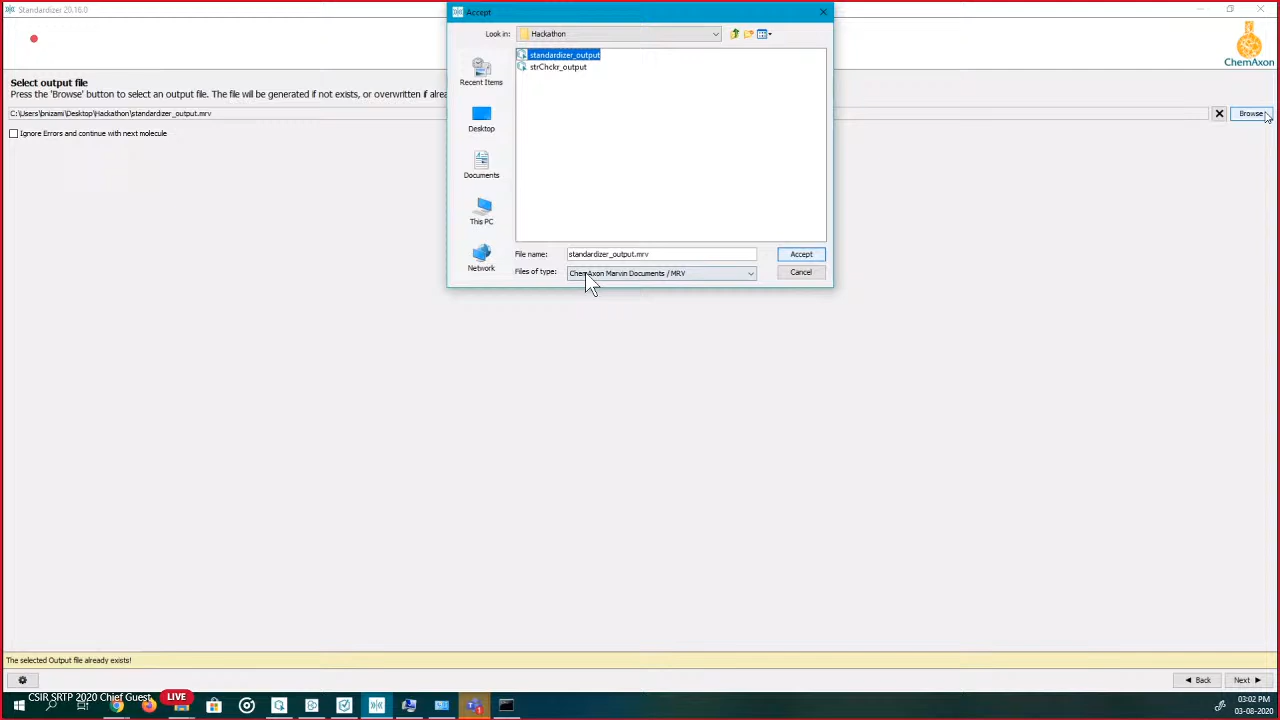 Standardizer 20.16.0
Accept
Look in:
Hackathon
ChemAxon
Select output file
Press the 'Browse' button to select an output file. The file will be generated if not exists, or overwritten if alrea
C:\Users\bnizami\Desktop\Hackathon\standardizer_output.mrv
Browse
Ignore Errors and continue with next molecule
standardizer_output
strChckr_output
Recent Items
Desktop
Documents
This PC
Network
File name:
standardizer_output.mrv
Accept
Files of type:
ChemAxon Marvin Documents / MRV
Cancel
The selected Output file already exists!
Back
Next
CSIR SRTP 2020 Chief Guest
LIVE
03:02 PM
03-08-2020